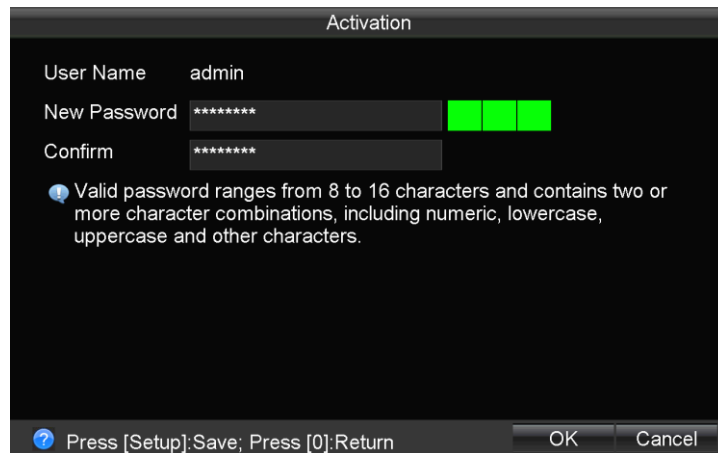 Activation
User Name admin
New Password ********
Confirm ********
Valid password ranges from 8 to 16 characters and contains two or
more character combinations, including numeric, lowercase,
uppercase and other characters.
? Press [Setup]:Save; Press [0]:Return OK Cancel